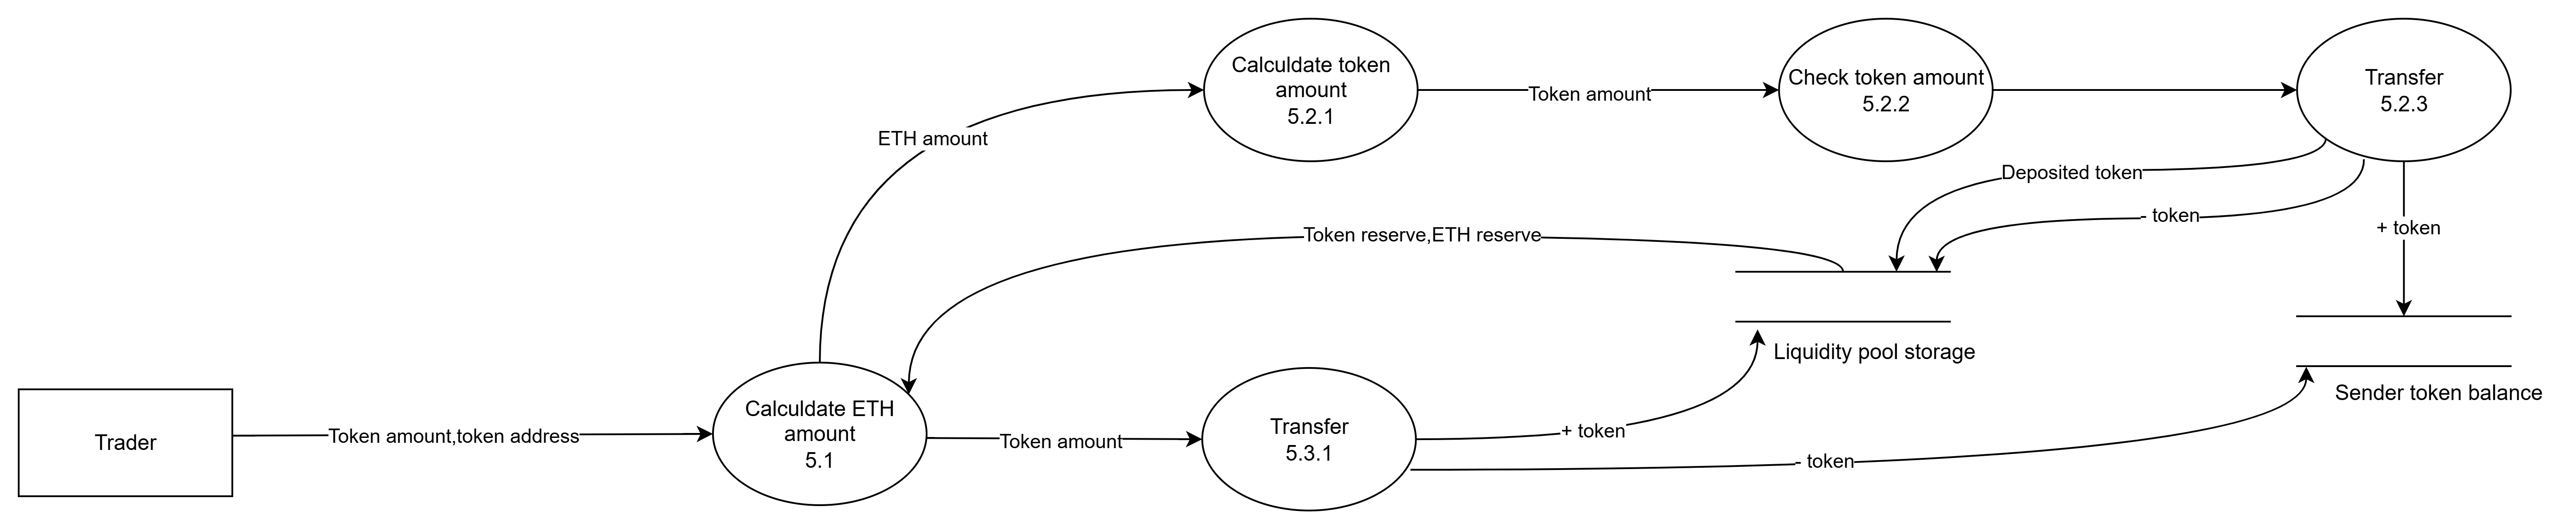 Calculdate token
amount
5.2.1
Check token amount
5.2.2
Transfer
5.2.3
Token amount
ETH amount
Deposited token
- token
+ token
Token reserve,ETH reserve
Liquidity pool storage
Sender token balance
Trader
Token amount,token address
Calculdate ETH
amount
5.1
Token amount
Transfer
5.3.1
+ token
- token